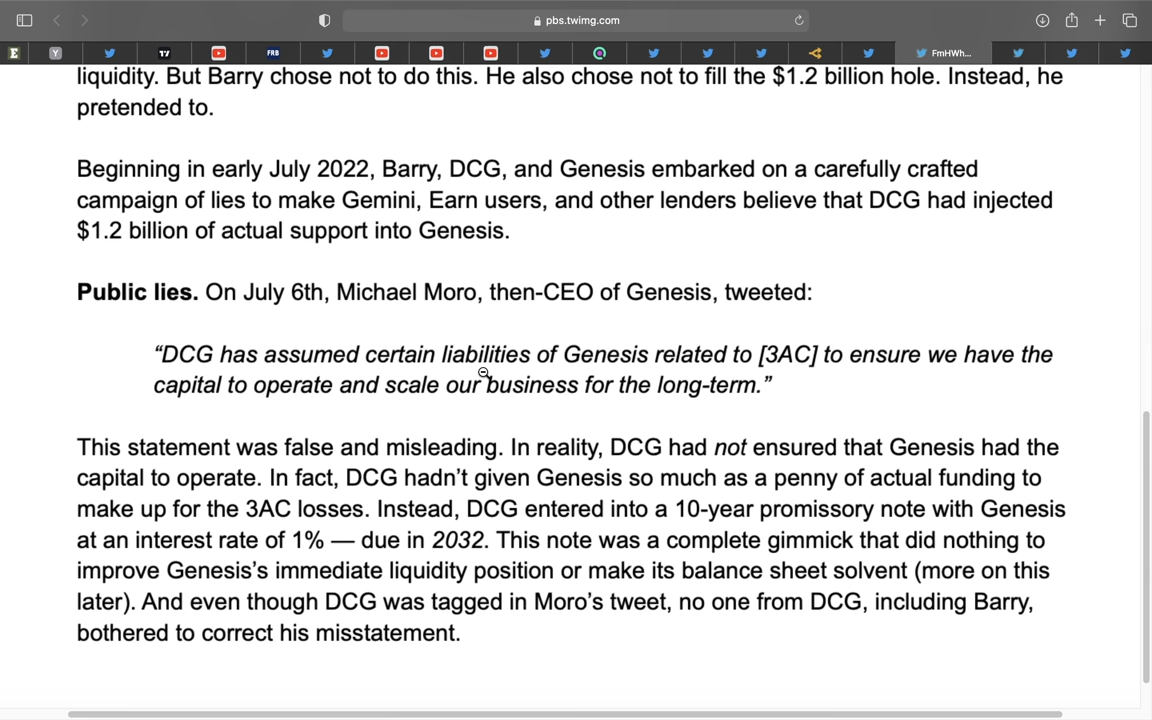 pbs.twimg.com
E Y 17 FRB FmHWh...
liquidity. But Barry chose not to do this. He also chose not to fill the $1.2 billion hole. Instead, he
pretended to.
Beginning in early July 2022, Barry, DCG, and Genesis embarked on a carefully crafted
campaign of lies to make Gemini, Earn users, and other lenders believe that DCG had injected
$1.2 billion of actual support into Genesis.
Public lies. On July 6th, Michael Moro, then-CEO of Genesis, tweeted:
“DCG has assumed certain liabilities of Genesis related to [3AC] to ensure we have the
capital to operate and scale our business for the long-term.”
This statement was false and misleading. In reality, DCG had not ensured that Genesis had the
capital to operate. In fact, DCG hadn’t given Genesis so much as a penny of actual funding to
make up for the 3AC losses. Instead, DCG entered into a 10-year promissory note with Genesis
at an interest rate of 1% — due in 2032. This note was a complete gimmick that did nothing to
improve Genesis’s immediate liquidity position or make its balance sheet solvent (more on this
later). And even though DCG was tagged in Moro’s tweet, no one from DCG, including Barry,
bothered to correct his misstatement.